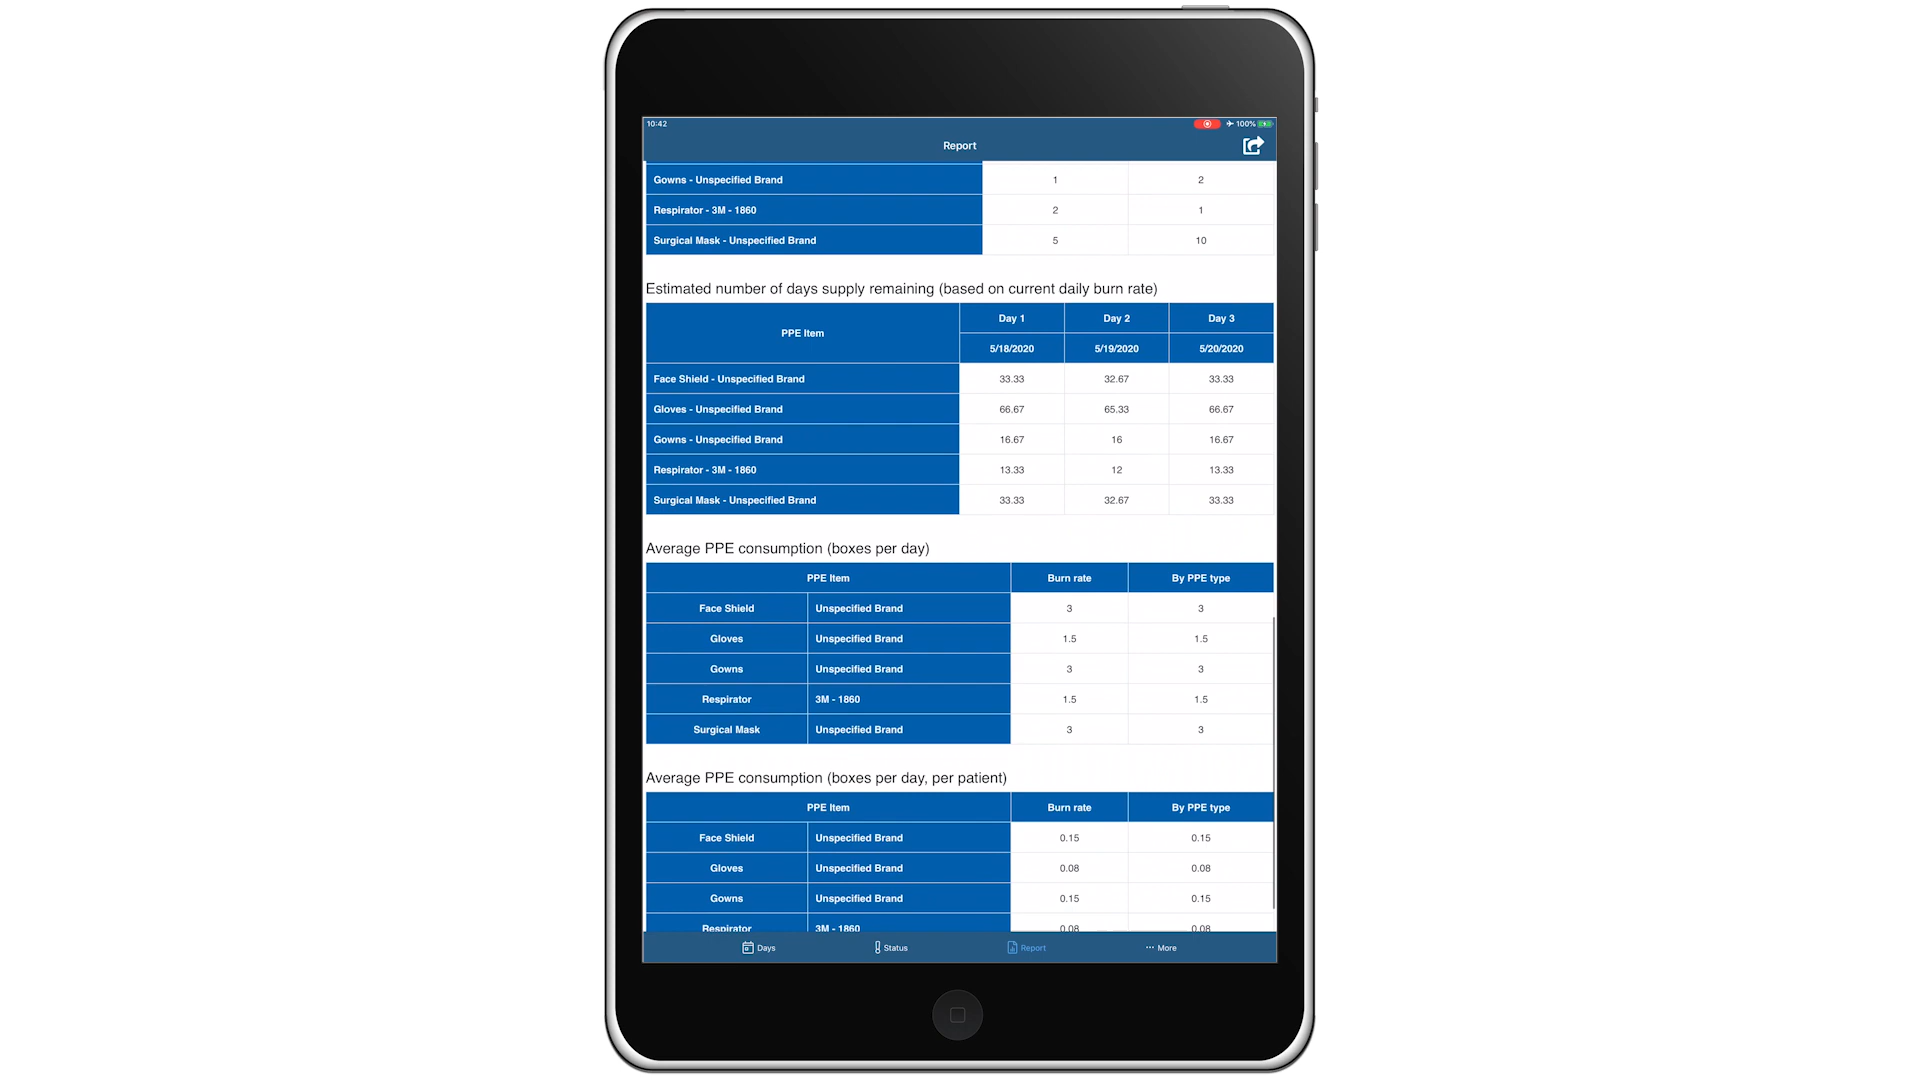 10:42
100%
Report
Gowns - Unspecified Brand 1 2
Respirator - 3M - 1860 2 1
Surgical Mask - Unspecified Brand 5 10
Estimated number of days supply remaining (based on current daily burn rate)
PPE Item Day 1 Day 2 Day 3
5/18/2020 5/19/2020 5/20/2020
Face Shield - Unspecified Brand 33.33 32.67 33.33
Gloves - Unspecified Brand 66.67 65.33 66.67
Gowns - Unspecified Brand 16.67 16 16.67
Respirator - 3M - 1860 13.33 12 13.33
Surgical Mask - Unspecified Brand 33.33 32.67 33.33
Average PPE consumption (boxes per day)
PPE Item Burn rate By PPE type
Face Shield Unspecified Brand 3 3
Gloves Unspecified Brand 1.5 1.5
Gowns Unspecified Brand 3 3
Respirator 3M - 1860 1.5 1.5
Surgical Mask Unspecified Brand 3 3
Average PPE consumption (boxes per day, per patient)
PPE Item Burn rate By PPE type
Face Shield Unspecified Brand 0.15 0.15
Gloves Unspecified Brand 0.08 0.08
Gowns Unspecified Brand 0.15 0.15
Respirator 3M - 1860 0.08 0.08
Days Status Report More